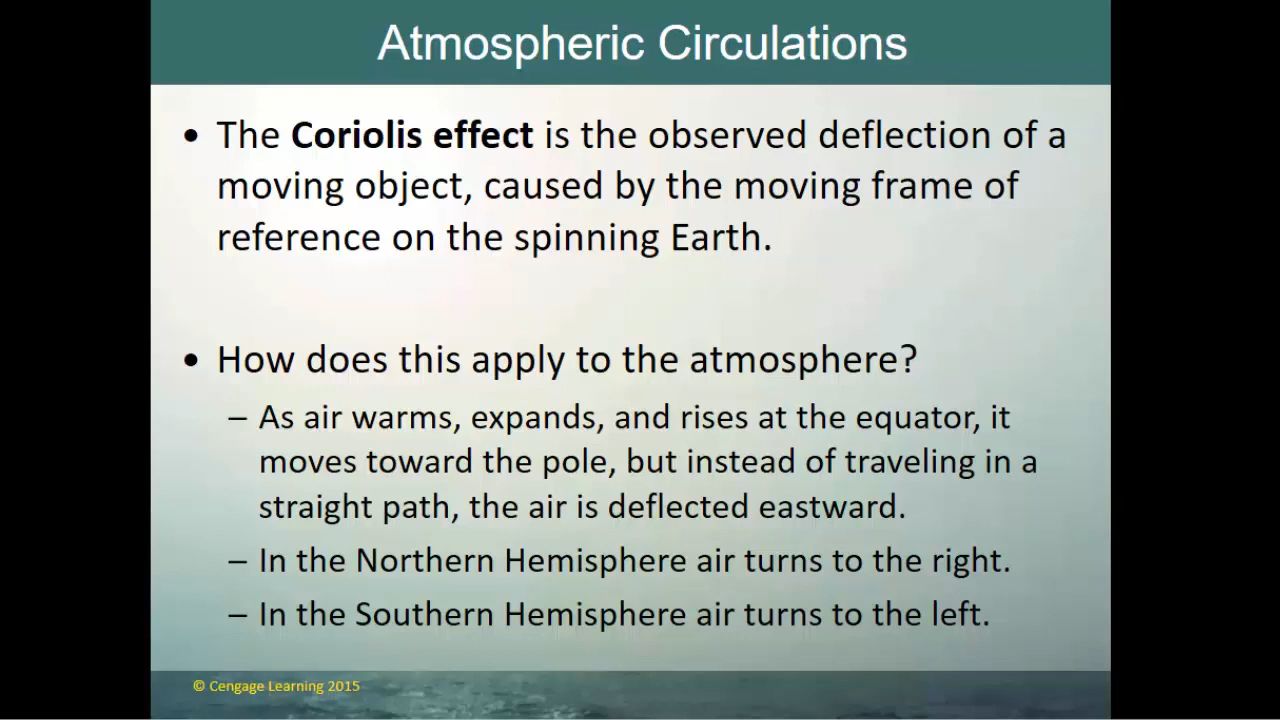 Atmospheric Circulations
• The Coriolis effect is the observed deflection of a
moving object, caused by the moving frame of
reference on the spinning Earth.
• How does this apply to the atmosphere?
– As air warms, expands, and rises at the equator, it
moves toward the pole, but instead of traveling in a
straight path, the air is deflected eastward.
– In the Northern Hemisphere air turns to the right.
– In the Southern Hemisphere air turns to the left.
© Cengage Learning 2015